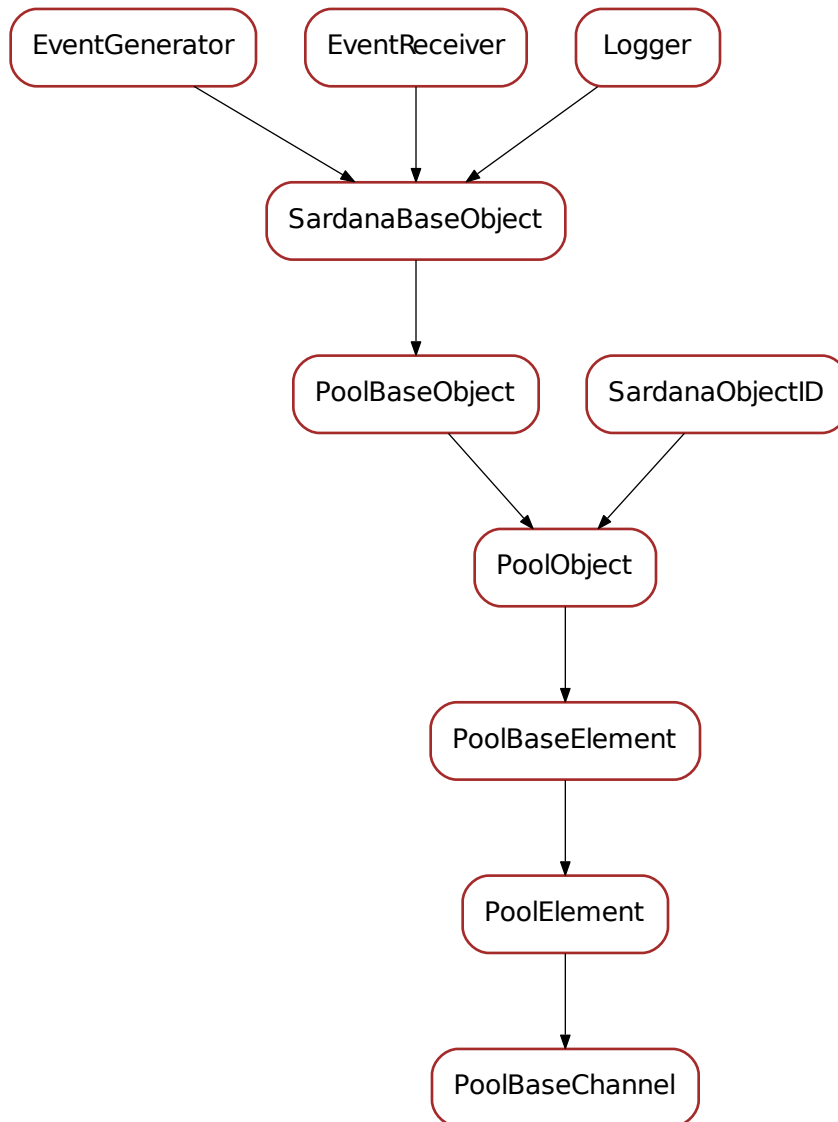 EventGenerator
EventReceiver
Logger
SardanaBaseObject
PoolBaseObject
SardanaObjectID
PoolObject
PoolBaseElement
PoolElement
PoolBaseChannel